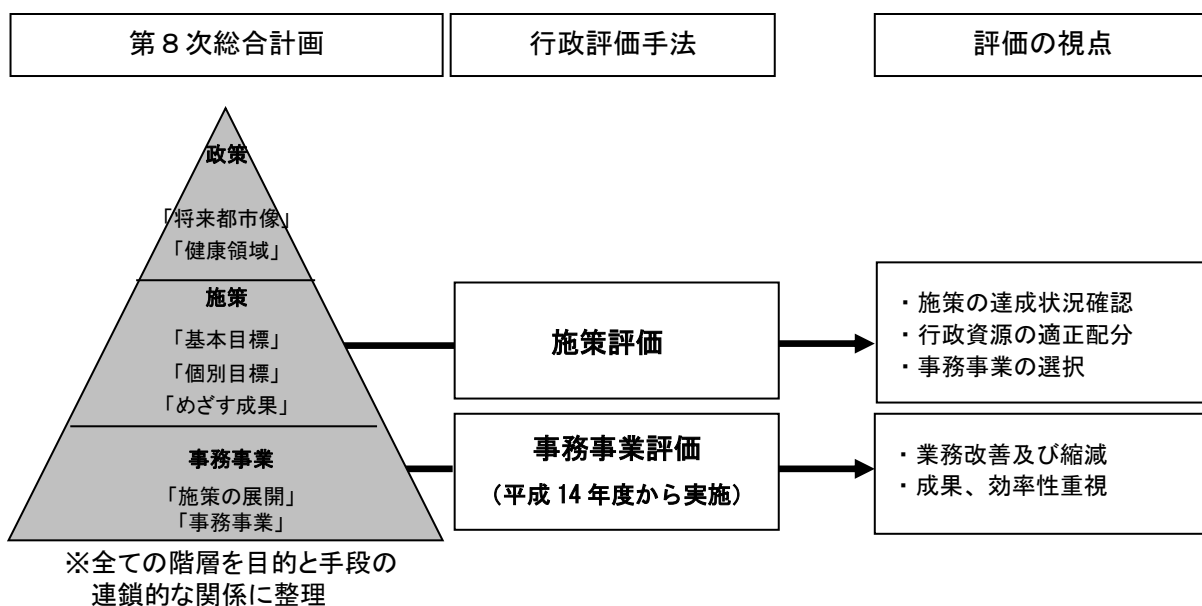 第８次総合計画
行政評価手法
評価の視点
政策
「将来都市像」
「健康領域」
施策
「基本目標」
「個別目標」
「めざす成果」
事務事業
「施策の展開」
「事務事業」
※全ての階層を目的と手段の
連鎖的な関係に整理
施策評価
事務事業評価
（平成 14 年度から実施）
・施策の達成状況確認
・行政資源の適正配分
・事務事業の選択
・業務改善及び縮減
・成果、効率性重視